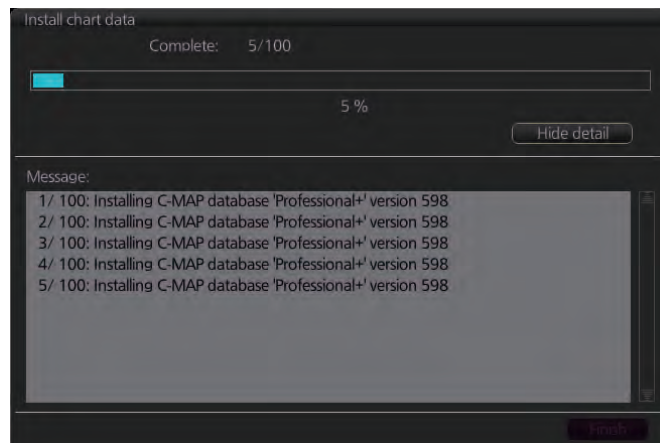 Install chart data
Complete: 5/100
5 %
Hide detail
Message:
1/ 100: Installing C-MAP database 'Professional+' version 598
2/ 100: Installing C-MAP database 'Professional+' version 598
3/ 100: Installing C-MAP database 'Professional+' version 598
4/ 100: Installing C-MAP database 'Professional+' version 598
5/ 100: Installing C-MAP database 'Professional+' version 598
Finish